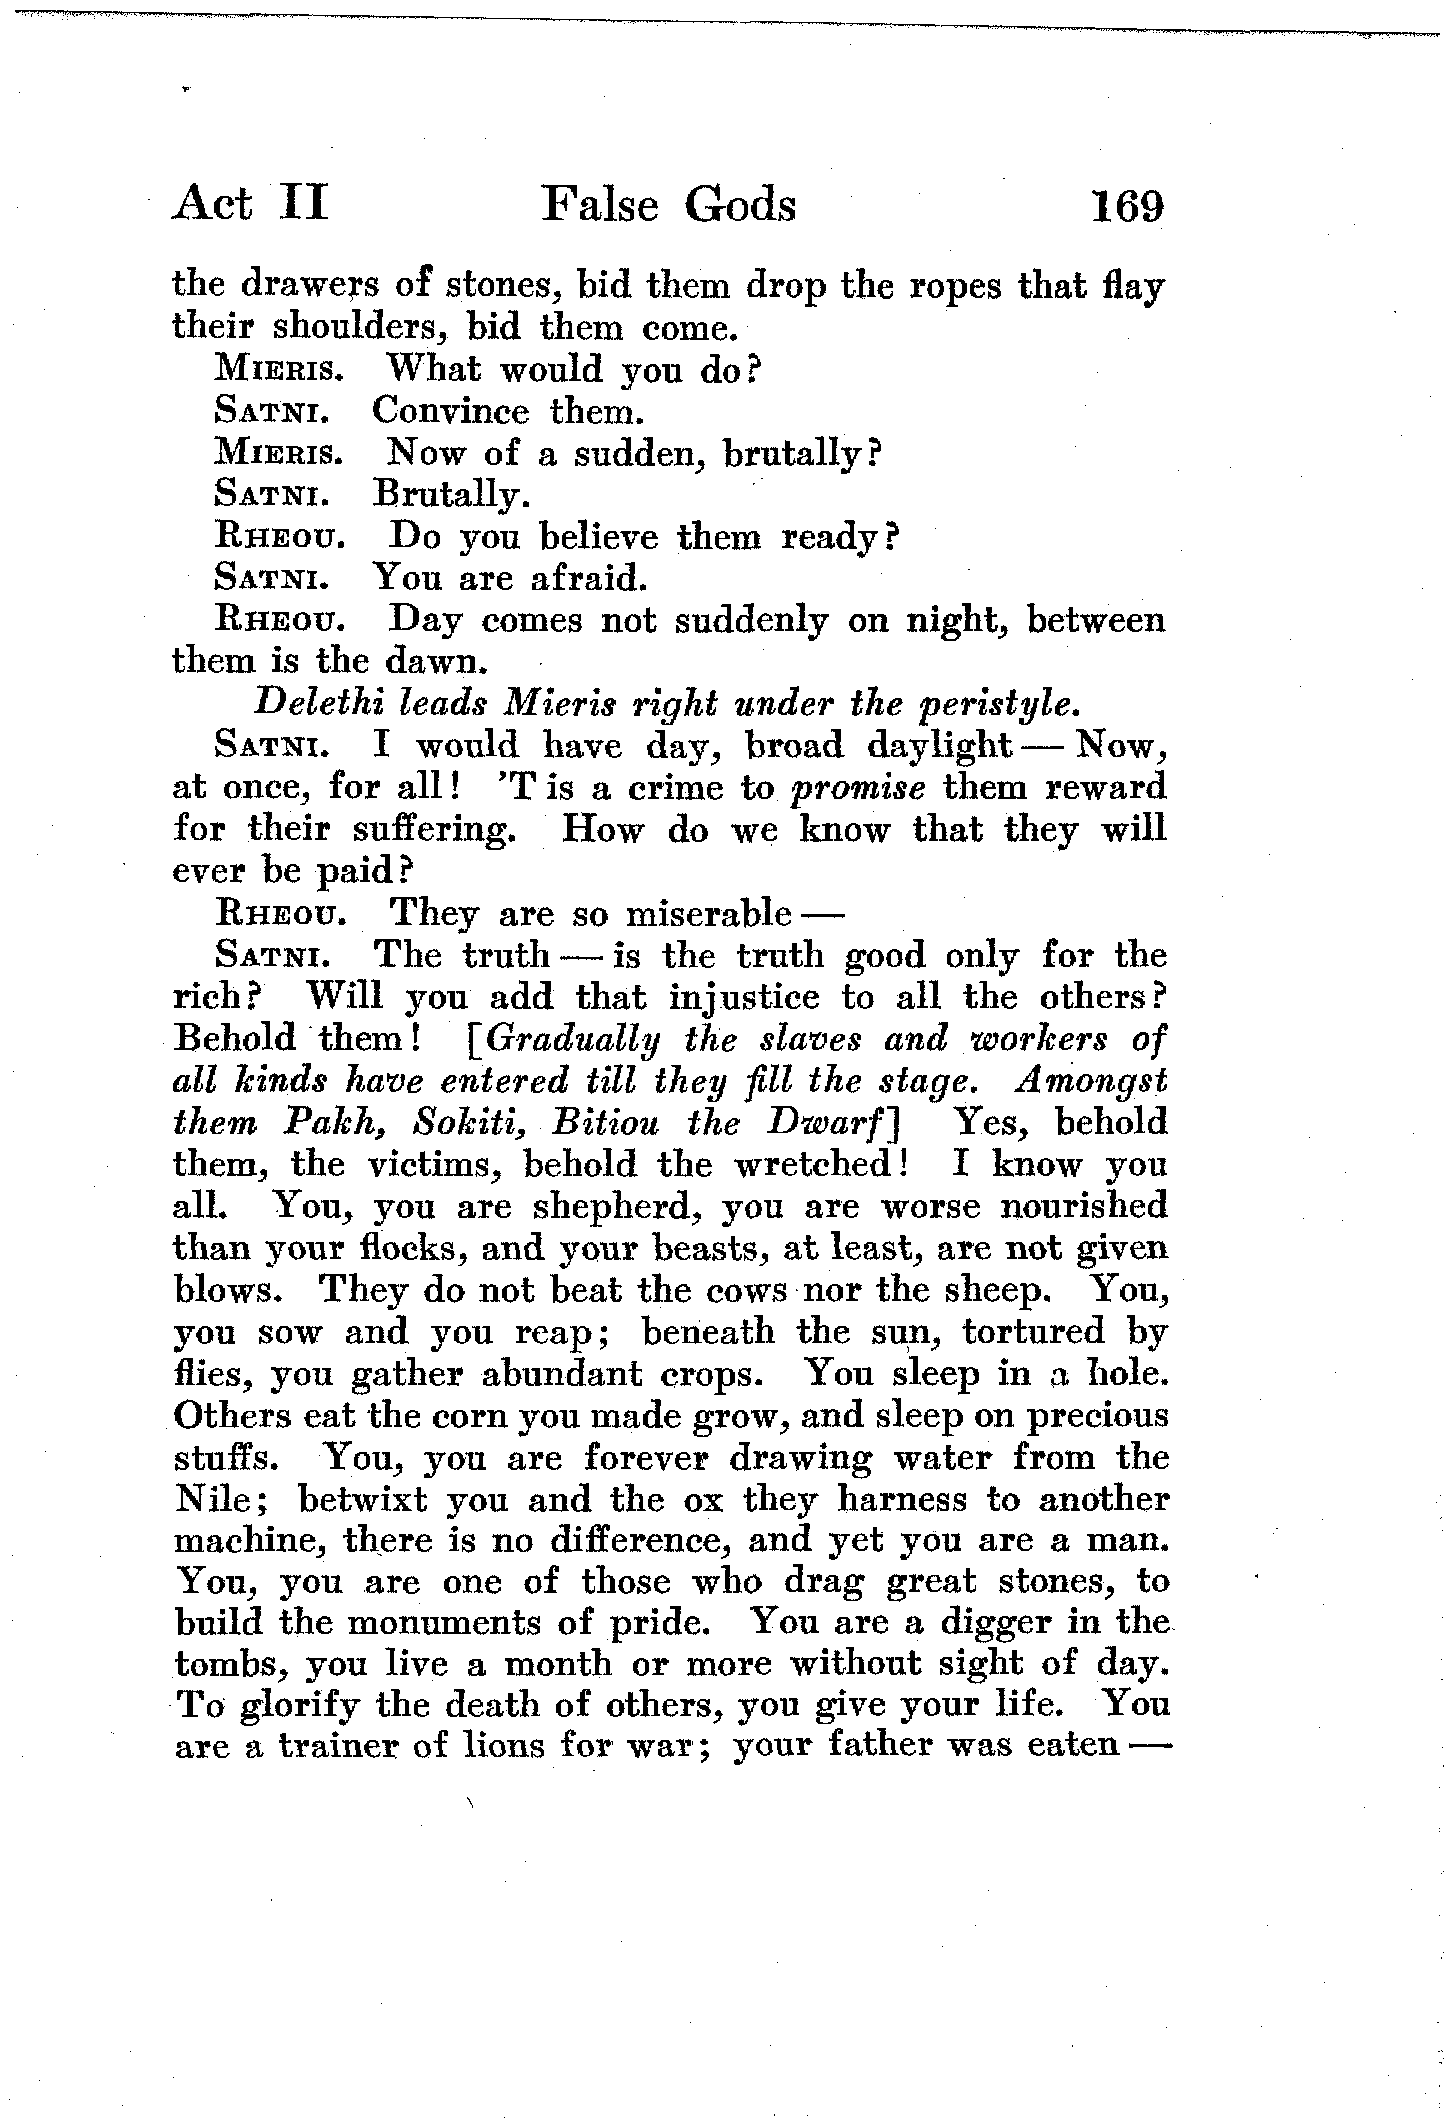 Act II False Gods 169
the drawers of stones, bid them drop the ropes that flay
their shoulders, bid them come.
MIERIS. What would you do?
SATNI. Convince them.
MIERIS. Now of a sudden, brutally?
SATNI. Brutally.
RHEOU. Do you believe them ready?
SATNI. You are afraid.
RHEOU. Day comes not suddenly on night, between
them is the dawn.
Delethi leads Mieris right under the peristyle.
SATNI. I would have day, broad daylight — Now,
at once, for all! 'T is a crime to promise them reward
for their suffering. How do we know that they will
ever be paid?
RHEOU. They are so miserable —
SATNI. The truth — is the truth good only for the
rich? Will you add that injustice to all the others?
Behold them! [Gradually the slaves and workers of
all kinds have entered till they fill the stage. Amongst
them Pakh, Sokiti, Bitiou the Dwarf] Yes, behold
them, the victims, behold the wretched! I know you
all. You, you are shepherd, you are worse nourished
than your flocks, and your beasts, at least, are not given
blows. They do not beat the cows nor the sheep. You,
you sow and you reap; beneath the sun, tortured by
flies, you gather abundant crops. You sleep in a hole.
Others eat the corn you made grow, and sleep on precious
stuffs. You, you are forever drawing water from the
Nile; betwixt you and the ox they harness to another
machine, there is no difference, and yet you are a man.
You, you are one of those who drag great stones, to
build the monuments of pride. You are a digger in the
tombs, you live a month or more without sight of day.
To glorify the death of others, you give your life. You
are a trainer of lions for war; your father was eaten —